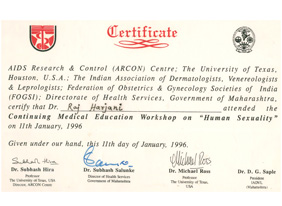 Certificate
AIDS Research & Control (ARCON) Centre; The University of Texas,
Houston, U.S.A.; The Indian Association of Dermatologists, Venereologists
& Leprologists; Federation of Obstetrics & Gynecology Societies of India
(FOGSI); Directorate of Health Services, Government of Maharashtra,
certify that Dr. Raj Harjani attended the
Continuing Medical Education Workshop on "Human Sexuality"
on 11th January, 1996
Given under our hand, this 11th day of January, 1996.
Subhash Hira
Michael Ross
Dr. Subhash Hira Dr. Subhash Salunke Dr. Michael Ross Dr. D. G. Saple
Professor Director of Health Services Professor President
The University of Texas, USA Government of Maharashtra The University of Texas, IADVL
Director, ARCON Centre USA (Maharashtra)